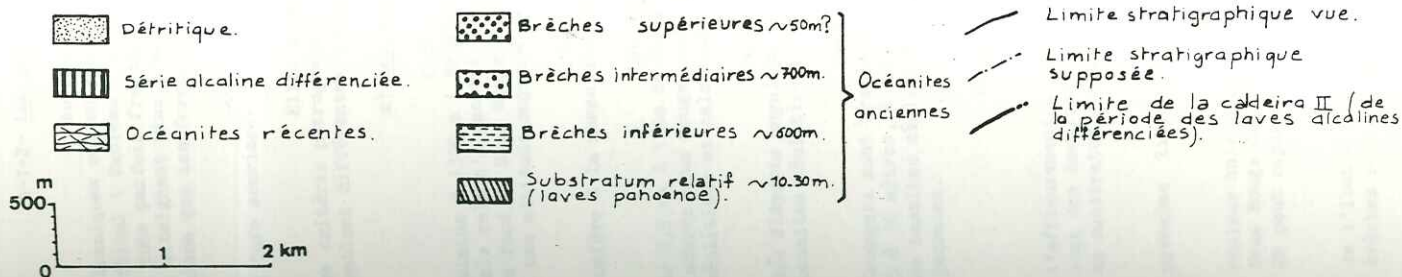 Détritique.
Série alcaline différenciée.
Océanites récentes.
m
500
0
1
2 km
Brèches supérieures ~50m?
Brèches intermédiaires ~700m.
Brèches inférieures ~600m.
Substratum relatif ~10.30m.
(laves pahoehoe).
Océanites
anciennes
Limite stratigraphique vue.
Limite stratigraphique
supposée.
Limite de la caldeira II (de
la période des laves alcalines
différenciées).